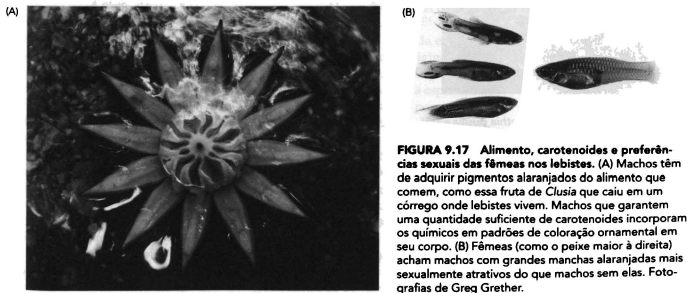 (A)
(B)
FIGURA 9.17 Alimento, carotenoides e preferên-
cias sexuais das fêmeas nos lebistes. (A) Machos têm
de adquirir pigmentos alaranjados do alimento que
comem, como essa fruta de Clusia que caiu em um
córrego onde lebistes vivem. Machos que garantem
uma quantidade suficiente de carotenoides incorporam
os químicos em padrões de coloração ornamental em
seu corpo. (B) Fêmeas (como o peixe maior à direita)
acham machos com grandes manchas alaranjadas mais
sexualmente atrativos do que machos sem elas. Foto-
grafias de Greg Grether.